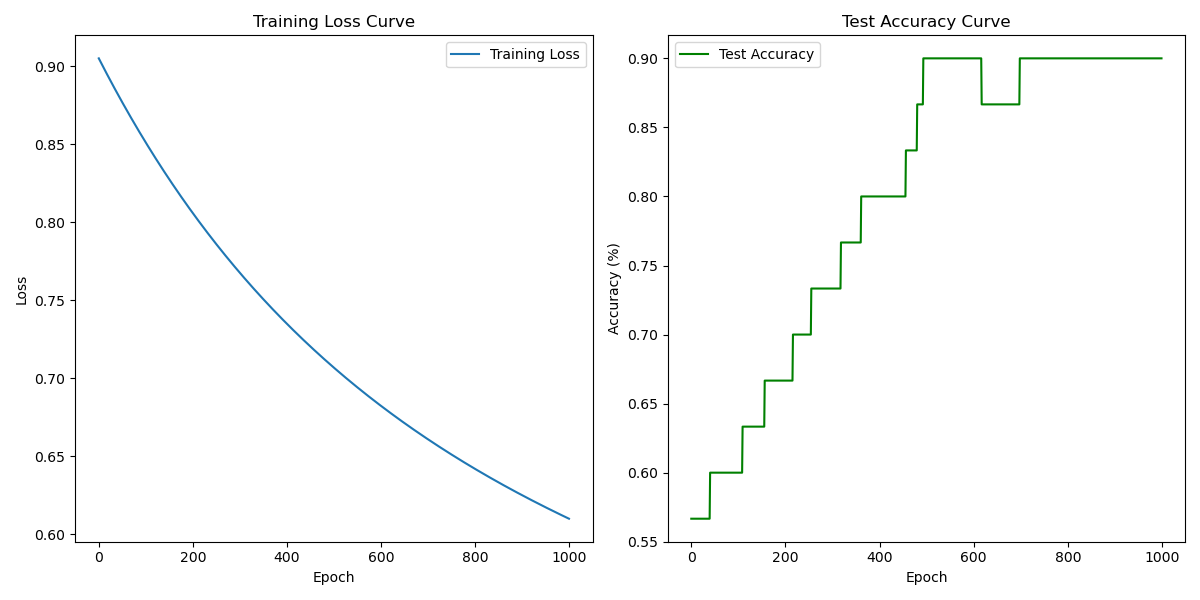 Training Loss Curve
Training Loss
0.90
0.85
0.80
0.75
0.70
0.65
0.60
Loss
0 200 400 600 800 1000
Epoch
Test Accuracy Curve
Test Accuracy
0.90
0.85
0.80
0.75
0.70
0.65
0.60
0.55
Accuracy (%)
0 200 400 600 800 1000
Epoch